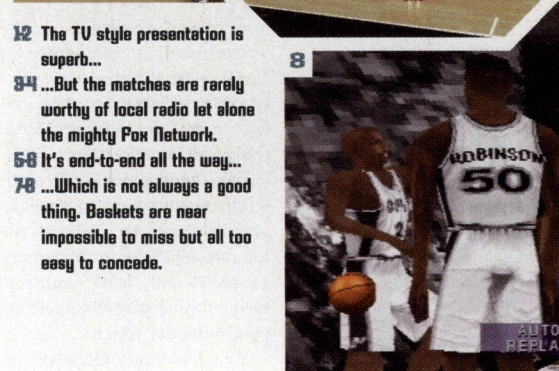 1-2 The TV style presentation is
superb...
3-4 ...But the matches are rarely
worthy of local radio let alone
the mighty Fox Network.
5-6 It's end-to-end all the way...
7-8 ...Which is not always a good
thing. Baskets are near
impossible to miss but all too
easy to concede.
8
ROBINSON
50
AUTO
REPLA